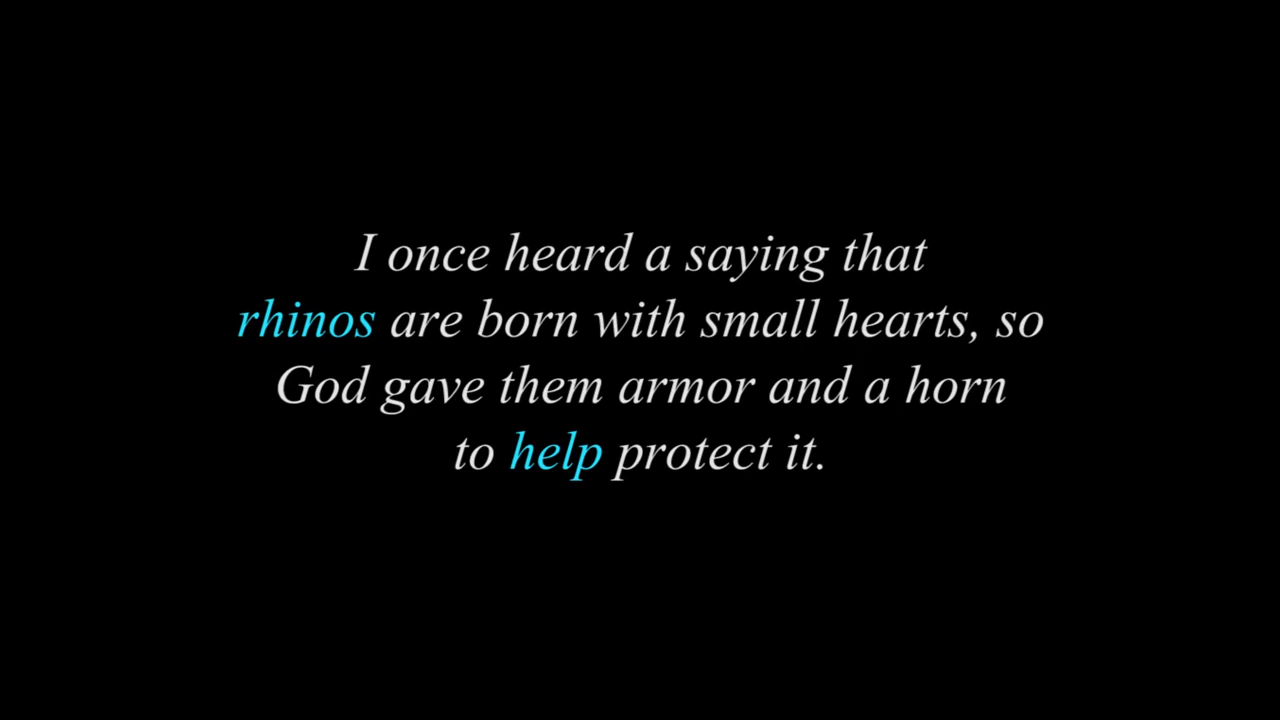 I once heard a saying that
rhinos are born with small hearts, so
God gave them armor and a horn
to help protect it.